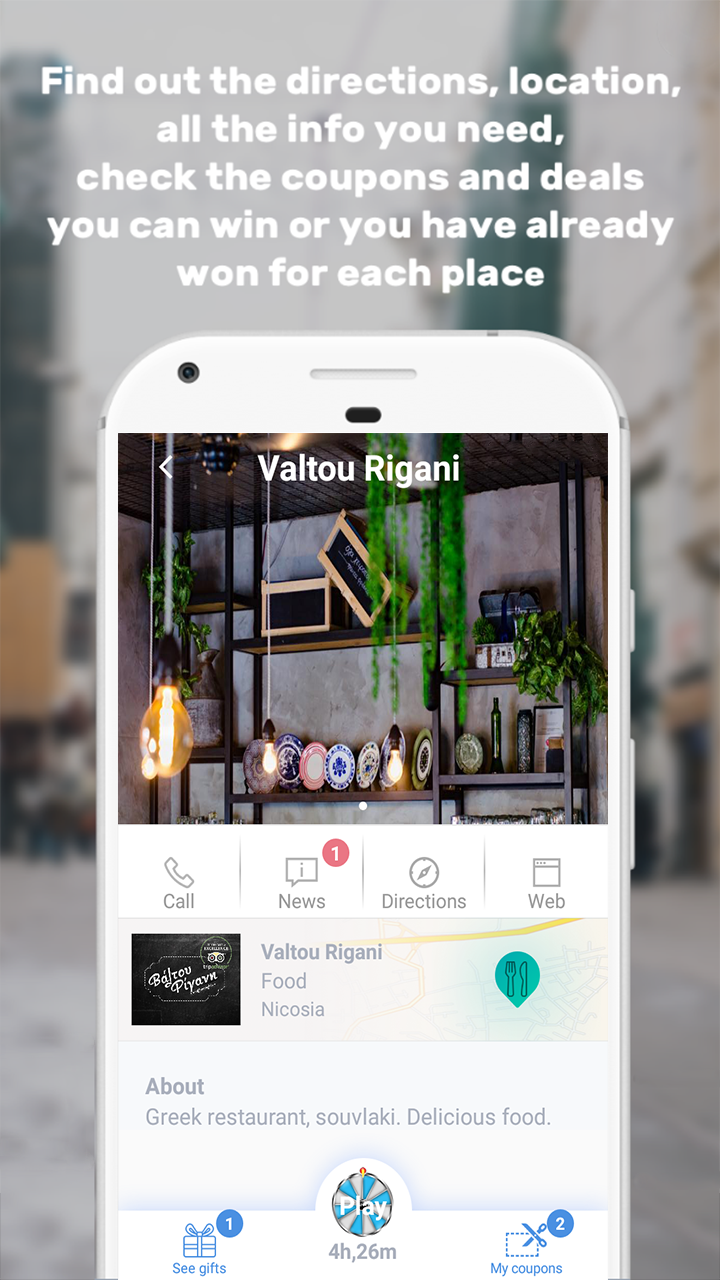 Find out the directions, location,
all the info you need,
check the coupons and deals
you can win or you have already
won for each place
Valtou Rigani
1
Call
News
Directions
Web
Βάλτου
Ρίγανη
Valtou Rigani
Food
Nicosia
About
Greek restaurant, souvlaki. Delicious food.
Play
4h,26m
1
See gifts
2
My coupons